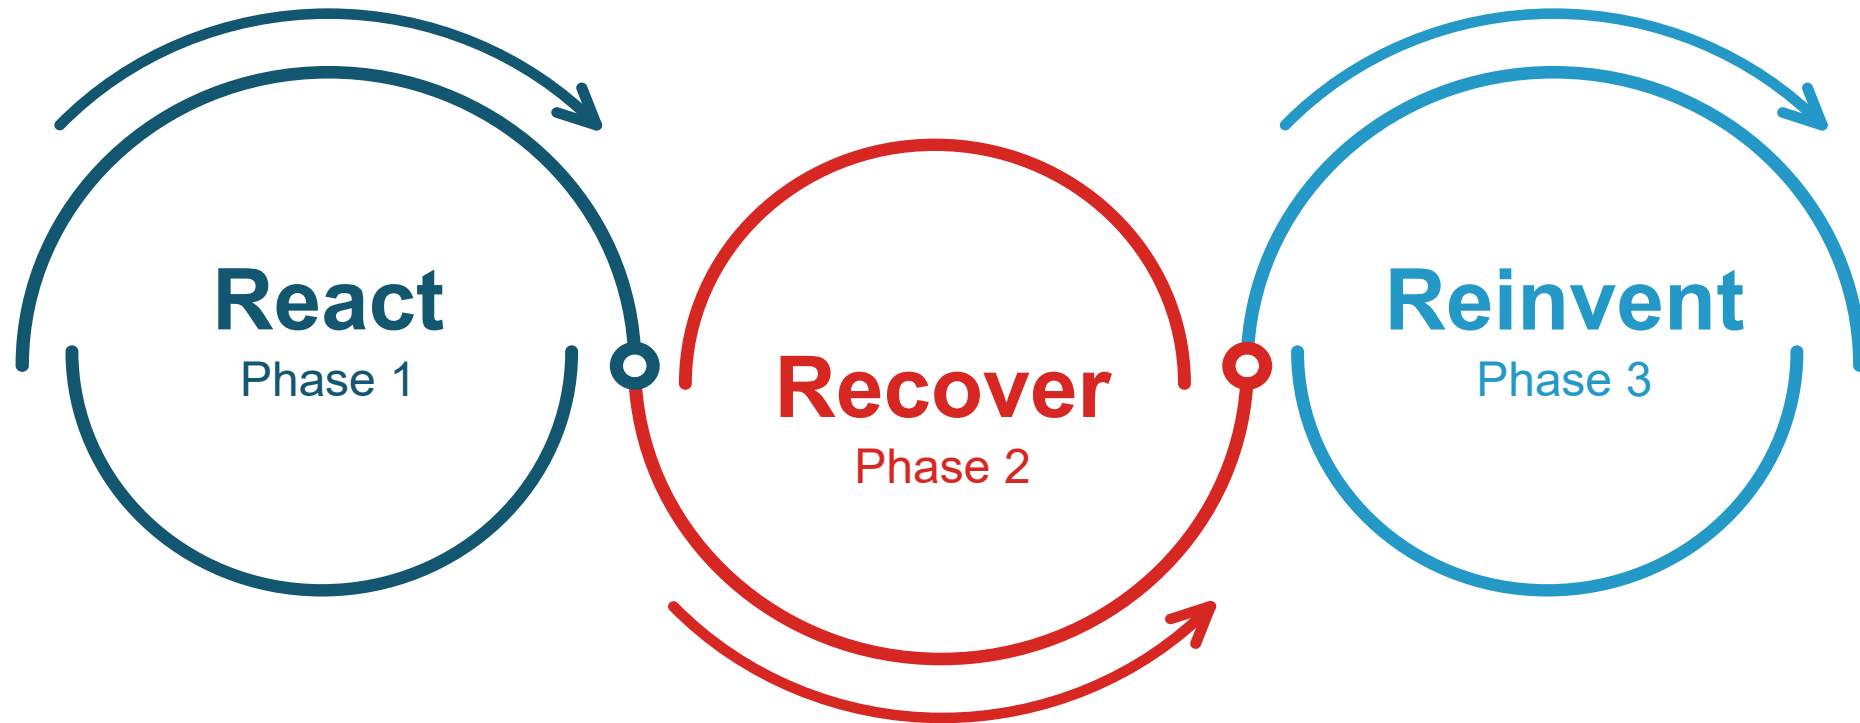 React
Phase 1
Recover
Phase 2
Reinvent
Phase 3